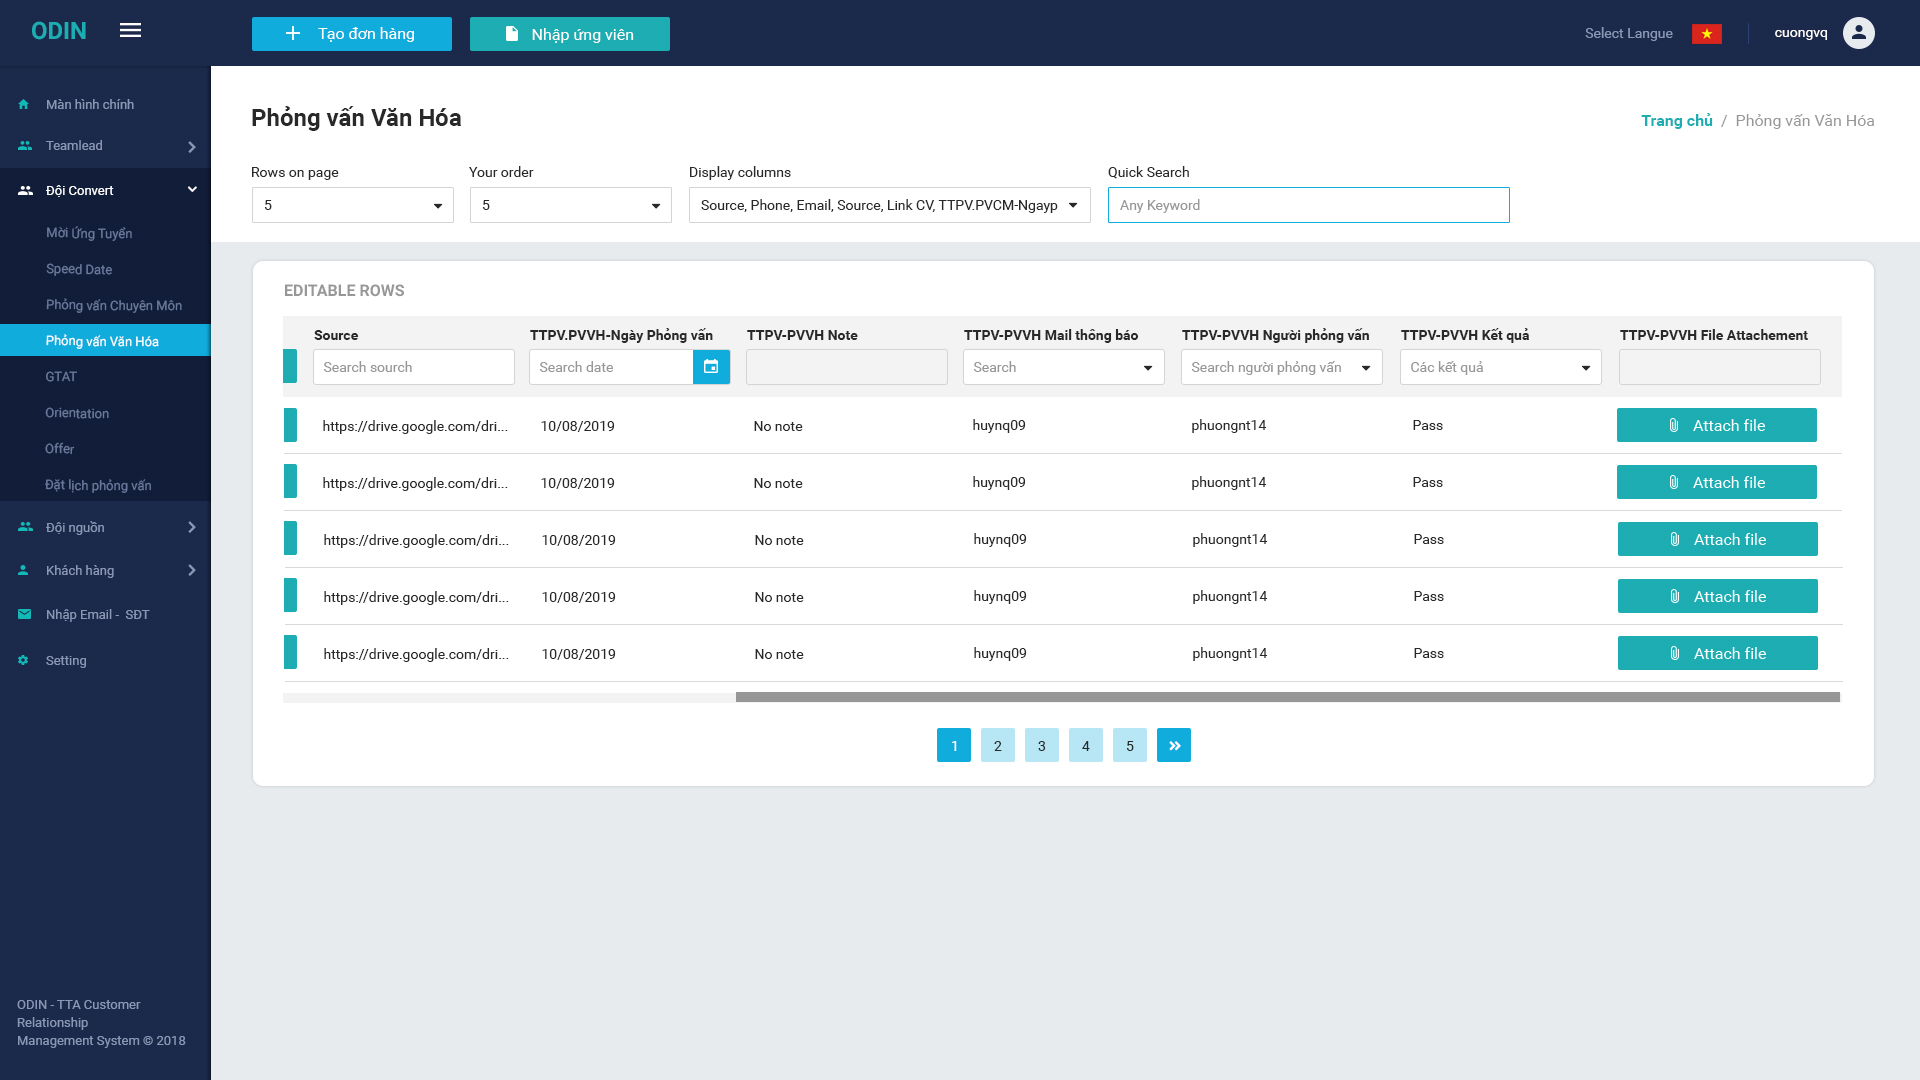 ODIN
Tạo đơn hàng
Nhập ứng viên
Select Langue
cuongvq
Màn hình chính
Teamlead
Đội Convert
Mời Ứng Tuyển
Speed Date
Phỏng vấn Chuyên Môn
Phỏng vấn Văn Hóa
GTAT
Orientation
Offer
Đặt lịch phỏng vấn
Đội nguồn
Khách hàng
Nhập Email - SĐT
Setting
ODIN - TTA Customer
Relationship
Management System © 2018
Phỏng vấn Văn Hóa
Trang chủ / Phỏng vấn Văn Hóa
Rows on page Your order Display columns Quick Search
5 5 Source, Phone, Email, Source, Link CV, TTPV.PVCM-Ngayp Any Keyword
EDITABLE ROWS
Source TTPV.PVVH-Ngày Phỏng vấn TTPV-PVVH Note TTPV-PVVH Mail thông báo TTPV-PVVH Người phỏng vấn TTPV-PVVH Kết quả TTPV-PVVH File Attachement
Search sourch Search date Search Search người phỏng vấn Các kết quả
https://drive.google.com/dri... 10/08/2019 No note huynq09 phuongnt14 Pass Attach file
https://drive.google.com/dri... 10/08/2019 No note huynq09 phuongnt14 Pass Attach file
https://drive.google.com/dri... 10/08/2019 No note huynq09 phuongnt14 Pass Attach file
https://drive.google.com/dri... 10/08/2019 No note huynq09 phuongnt14 Pass Attach file
https://drive.google.com/dri... 10/08/2019 No note huynq09 phuongnt14 Pass Attach file
1 2 3 4 5 »